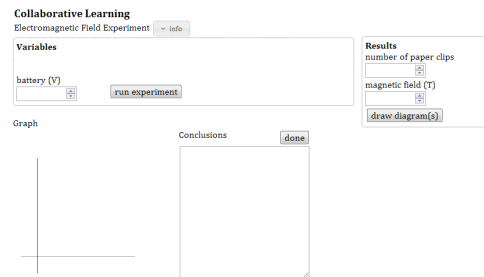 Collaborative Learning
Electromagnetic Field Experiment
info
Variables
battery (V)
run experiment
Results
number of paper clips
magnetic field (T)
draw diagram(s)
Graph
Conclusions
done